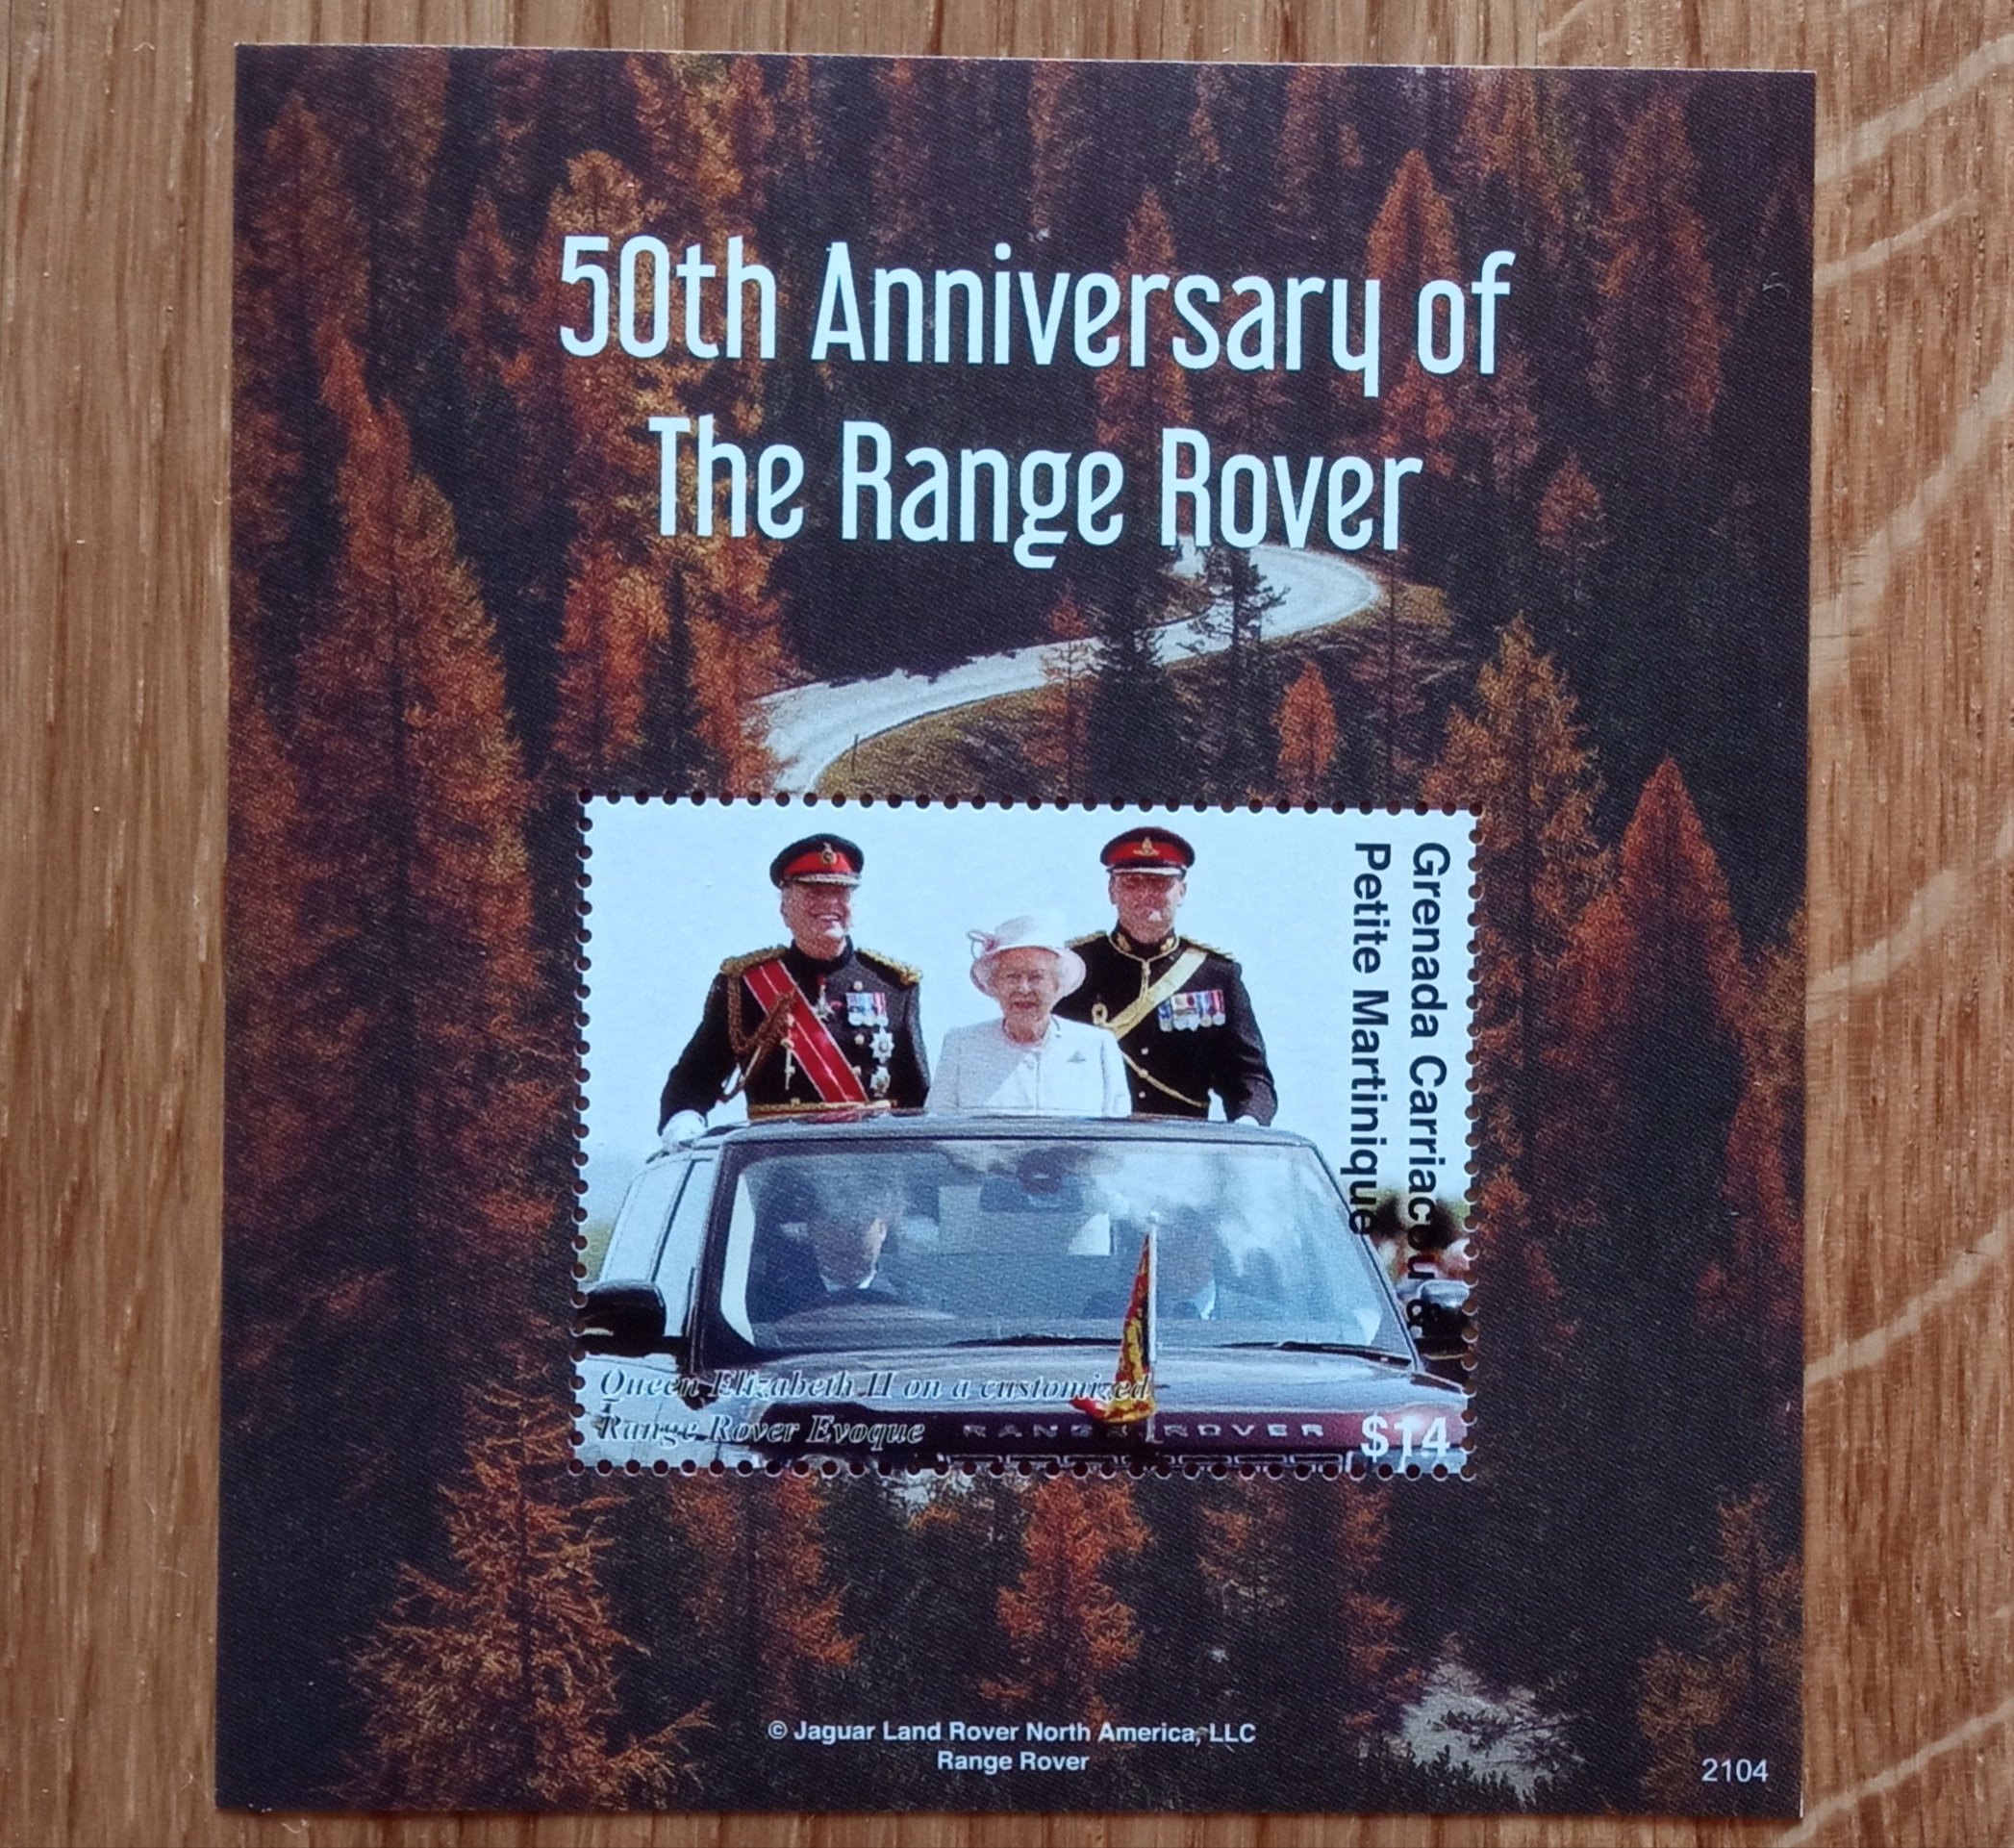 50th Anniversary of
The Range Rover
Grenada Carriacou &
Petite Martinique
Queen Elizabeth II on a customized
Range Rover Evoque
RANGE ROVER
$14
© Jaguar Land Rover North America, LLC
Range Rover
2104